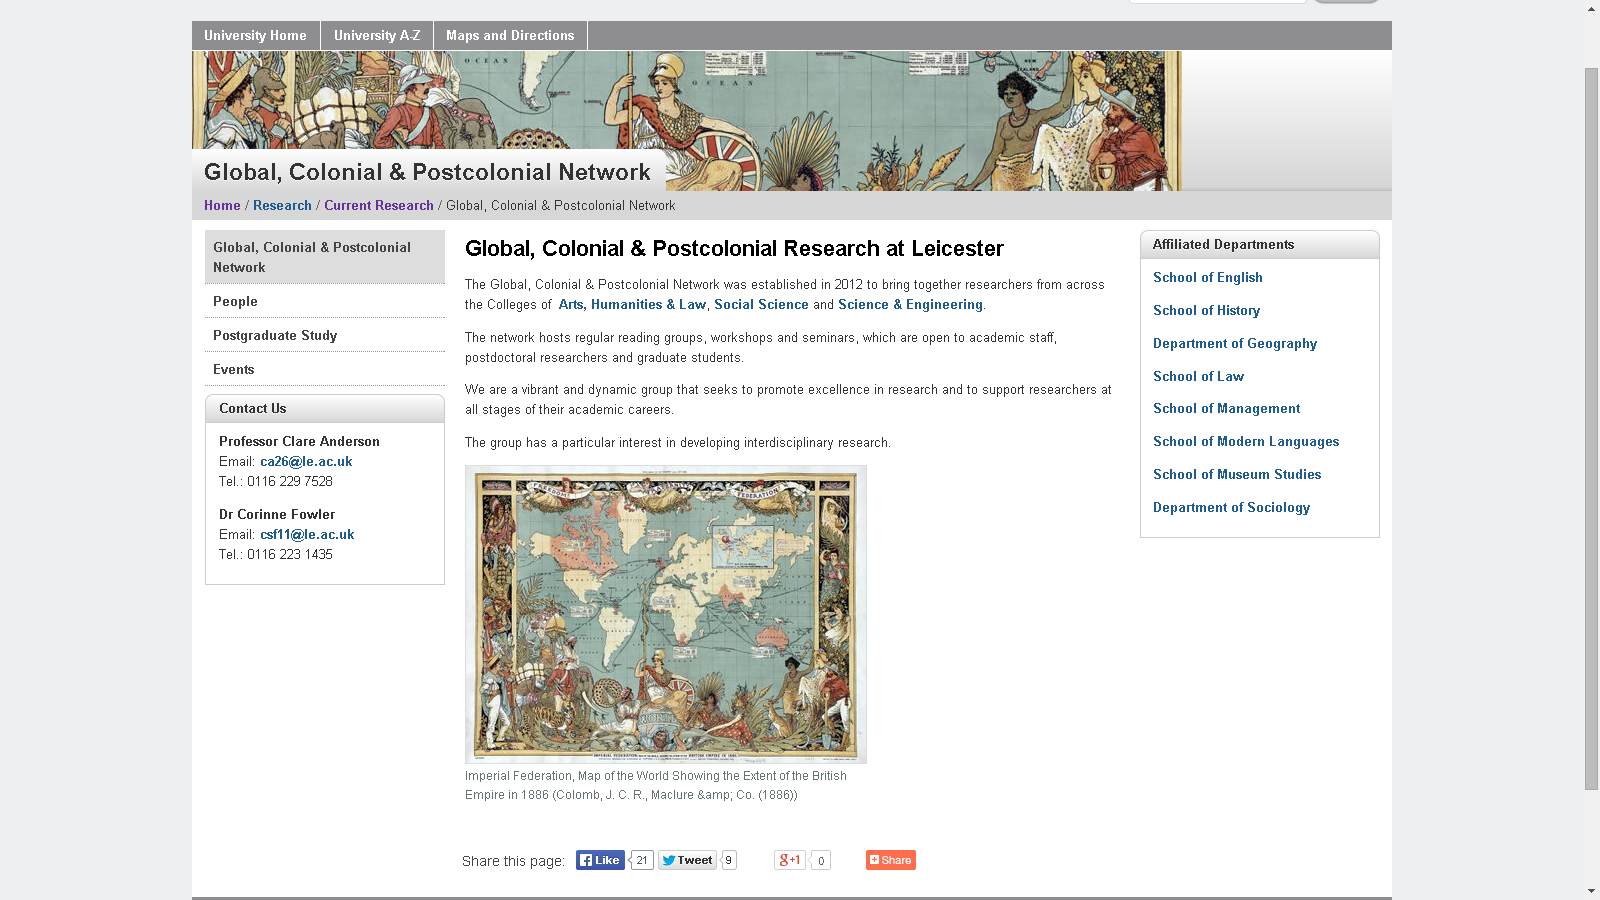 University Home
University A-Z
Maps and Directions
OCEAN
OCEAN
Global, Colonial & Postcolonial Network
Home / Research / Current Research / Global, Colonial & Postcolonial Network
Global, Colonial & Postcolonial
Network
People
Postgraduate Study
Events
Contact Us
Professor Clare Anderson
Email: ca26@le.ac.uk
Tel.: 0116 229 7528
Dr Corinne Fowler
Email: csf11@le.ac.uk
Tel.: 0116 223 1435
Global, Colonial & Postcolonial Research at Leicester
The Global, Colonial & Postcolonial Network was established in 2012 to bring together researchers from across
the Colleges of Arts, Humanities & Law, Social Science and Science & Engineering.
The network hosts regular reading groups, workshops and seminars, which are open to academic staff,
postdoctoral researchers and graduate students.
We are a vibrant and dynamic group that seeks to promote excellence in research and to support researchers at
all stages of their academic careers.
The group has a particular interest in developing interdisciplinary research.
FREEDOM
FEDERATION
Imperial Federation, Map of the World Showing the Extent of the British
Empire in 1886 (Colomb, J. C. R., Maclure &amp; Co. (1886))
Share this page: Like 21 Tweet 9 g+1 0 Share
Affiliated Departments
School of English
School of History
Department of Geography
School of Law
School of Management
School of Modern Languages
School of Museum Studies
Department of Sociology